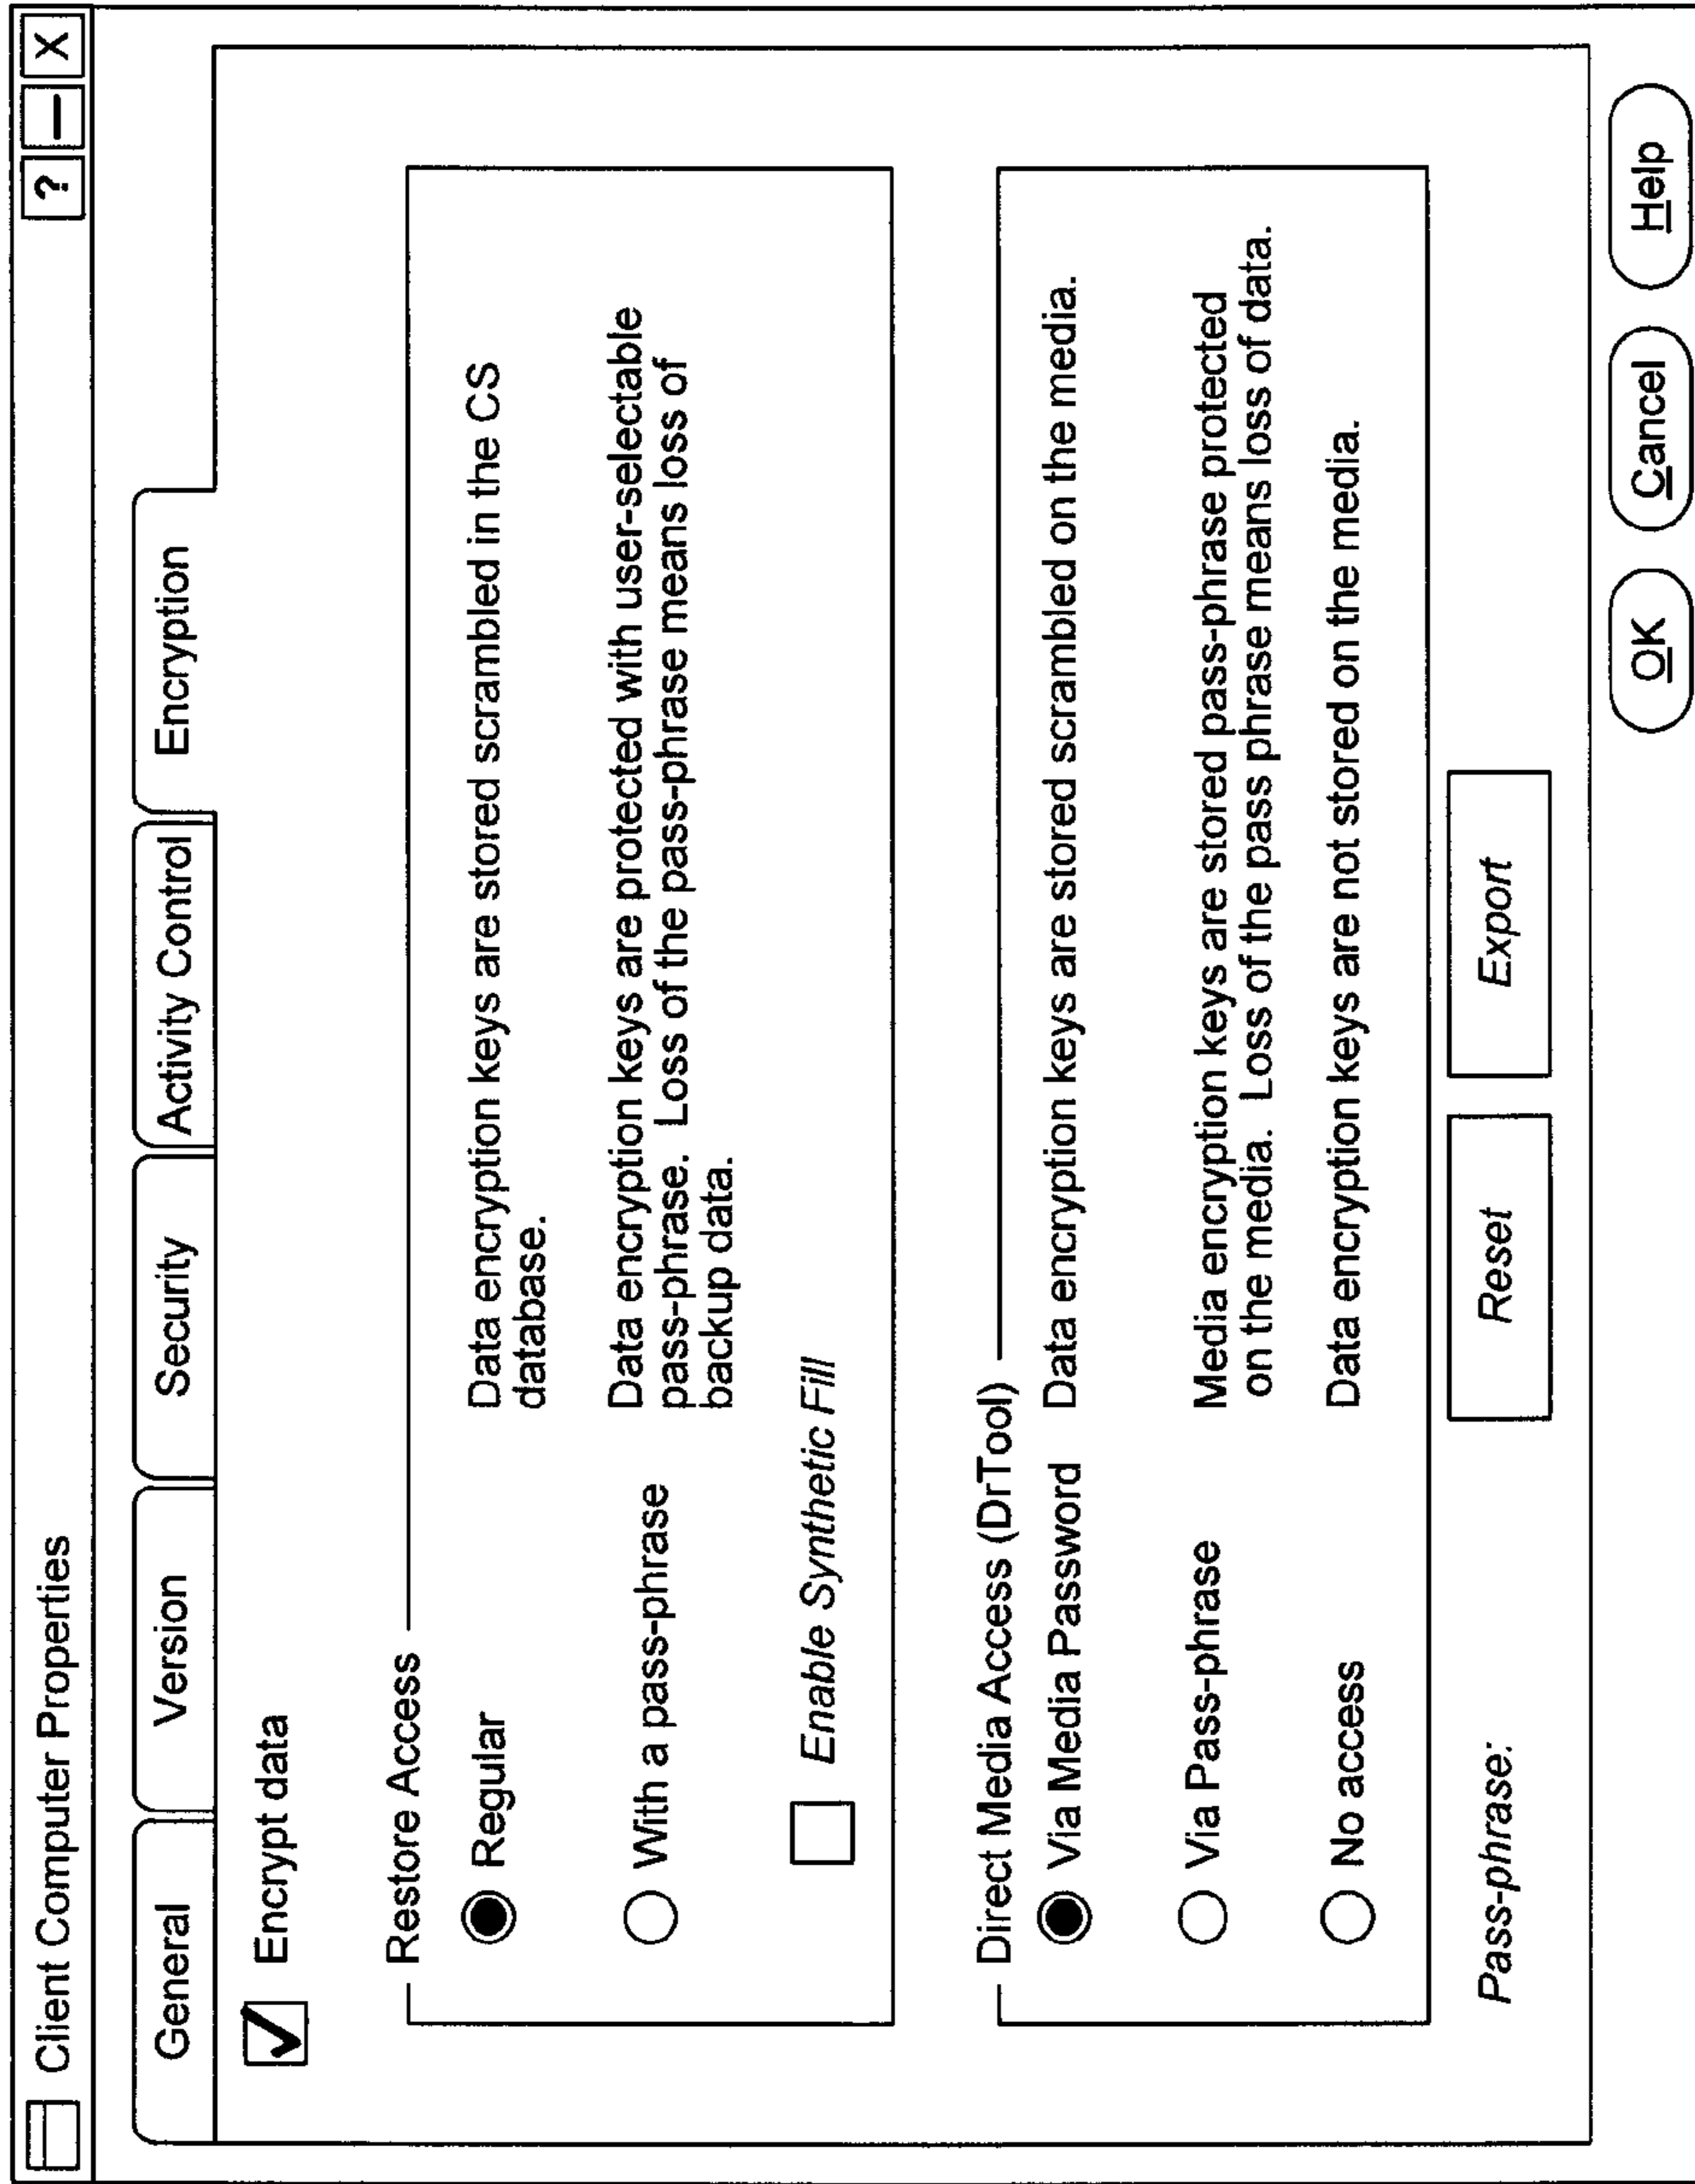 Client Computer Properties
? — X
General Version Security Activity Control Encryption
Encrypt data
Restore Access
Regular
Data encryption keys are stored scrambled in the CS
database.
With a pass-phrase
Data encryption keys are protected with user-selectable
pass-phrase. Loss of the pass-phrase means loss of
backup data.
Enable Synthetic Fill
Direct Media Access (DrTool)
Via Media Password
Data encryption keys are stored scrambled on the media.
Via Pass-phrase
Media encryption keys are stored pass-phrase protected
on the media. Loss of the pass phrase means loss of data.
No access
Data encryption keys are not stored on the media.
Pass-phrase:
Reset
Export
OK Cancel Help